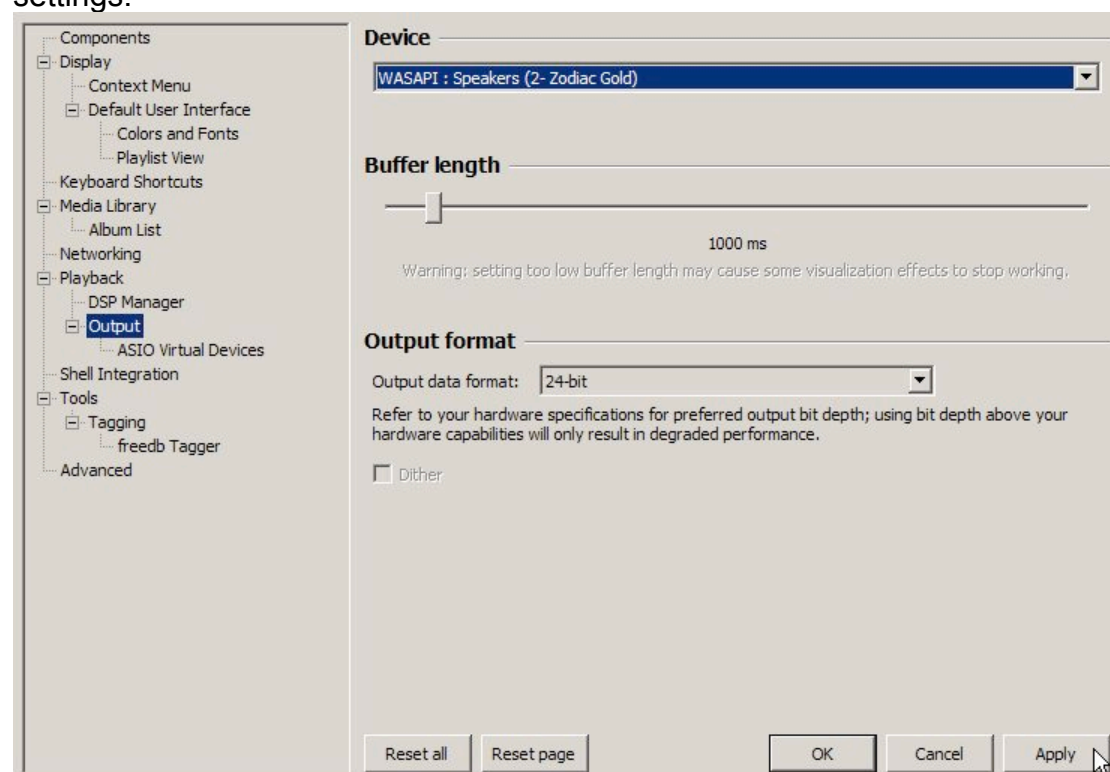 settings.
Components
Display
Context Menu
Default User Interface
Colors and Fonts
Playlist View
Keyboard Shortcuts
Media Library
Album List
Networking
Playback
DSP Manager
Output
ASIO Virtual Devices
Shell Integration
Tools
Tagging
freedb Tagger
Advanced
Device
WASAPI : Speakers (2- Zodiac Gold)
Buffer length
1000 ms
Warning: setting too low buffer length may cause some visualization effects to stop working.
Output format
Output data format: 24-bit
Refer to your hardware specifications for preferred output bit depth; using bit depth above your
hardware capabilities will only result in degraded performance.
Dither
Reset all Reset page OK Cancel Apply